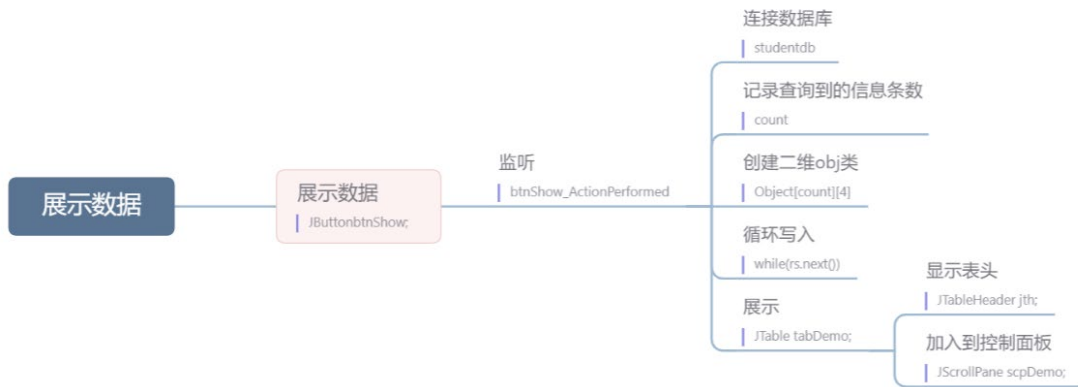 展示数据
展示数据
JButtonbtnShow;
监听
btnShow_ActionPerformed
连接数据库
studentdb
记录查询到的信息条数
count
创建二维obj类
Object[count][4]
循环写入
while(rs.next())
展示
JTable tabDemo;
显示表头
JTableHeader jth;
加入到控制面板
JScrollPane scpDemo;